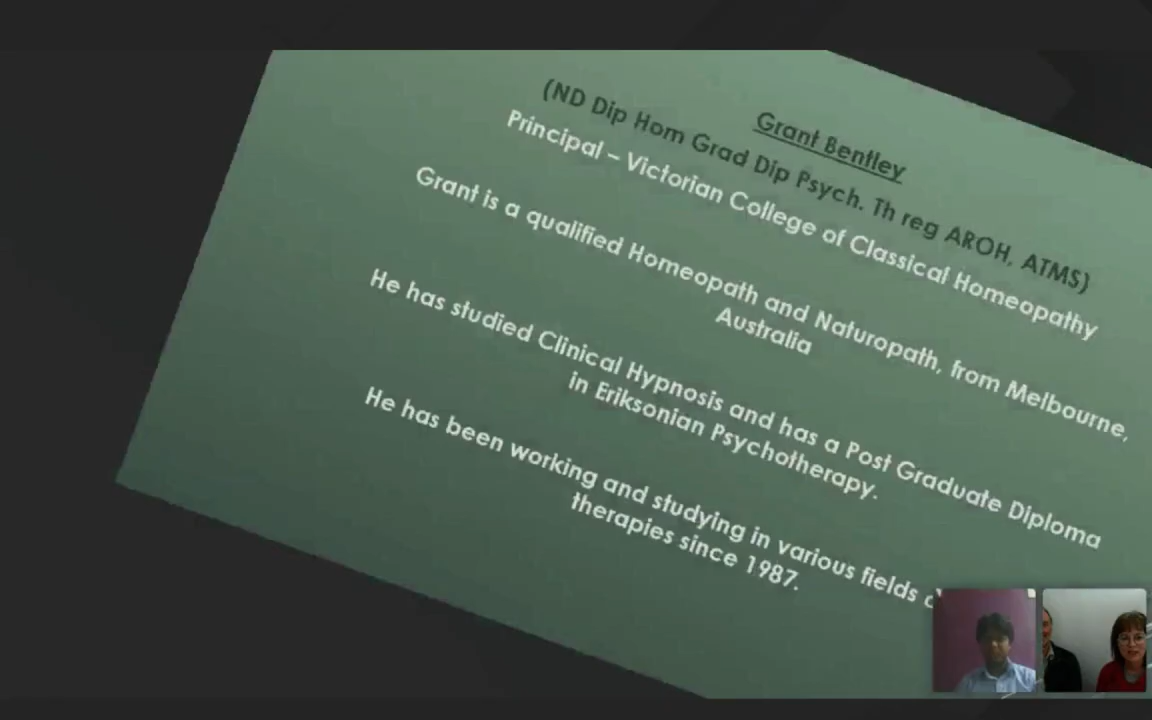 Grant Bentley
(ND Dip Hom Grad Dip Psych. Th reg AROH, ATMS)
Principal – Victorian College of Classical Homeopathy
Grant is a qualified Homeopath and Naturopath, from Melbourne,
Australia
He has studied Clinical Hypnosis and has a Post Graduate Diploma
in Eriksonian Psychotherapy.
He has been working and studying in various fields
therapies since 1987.